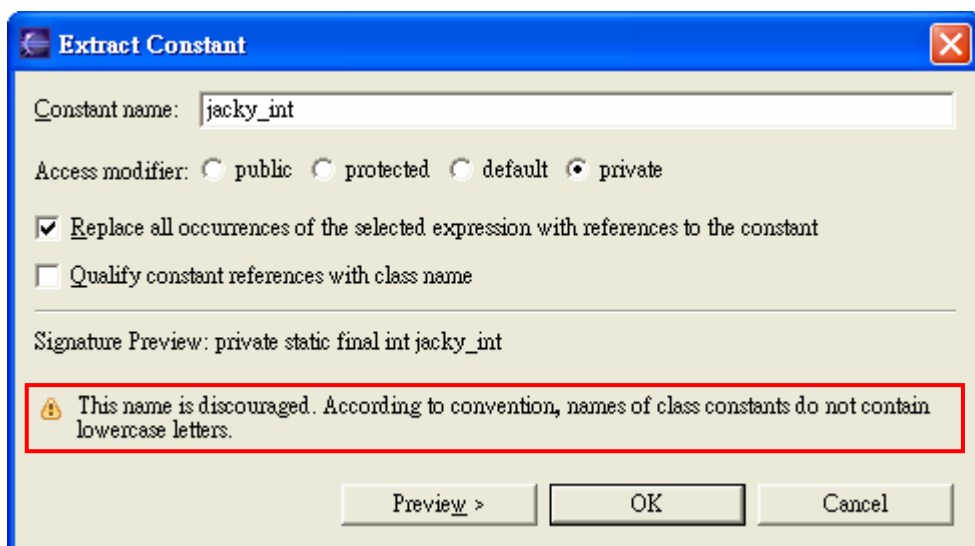 Extract Constant
Constant name: jacky_int
Access modifier: public protected default private
Replace all occurrences of the selected expression with references to the constant
Qualify constant references with class name
Signature Preview: private static final int jacky_int
This name is discouraged. According to convention, names of class constants do not contain
lowercase letters.
Preview > OK Cancel